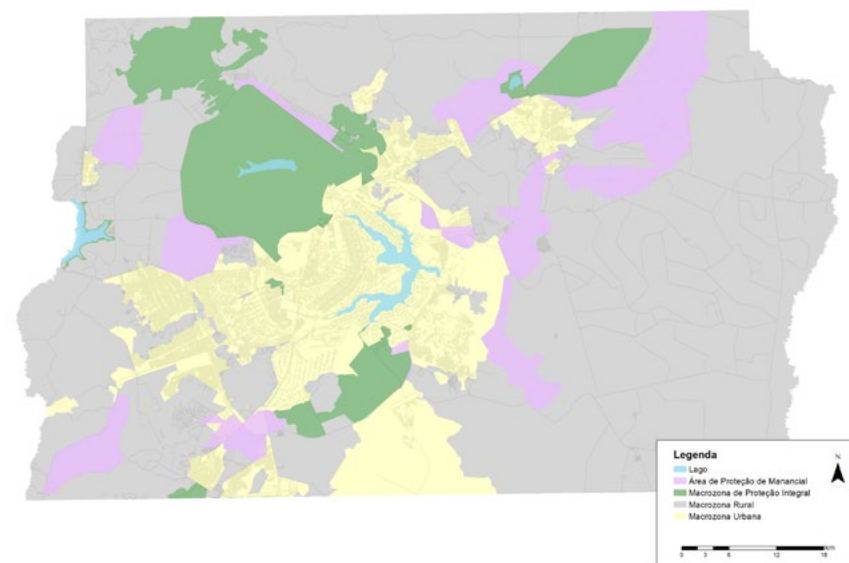 Legenda
Lago
Área de Proteção de Manancial
Macrozona de Proteção Integral
Macrozona Rural
Macrozona Urbana
N
0 3 6 12 18 km